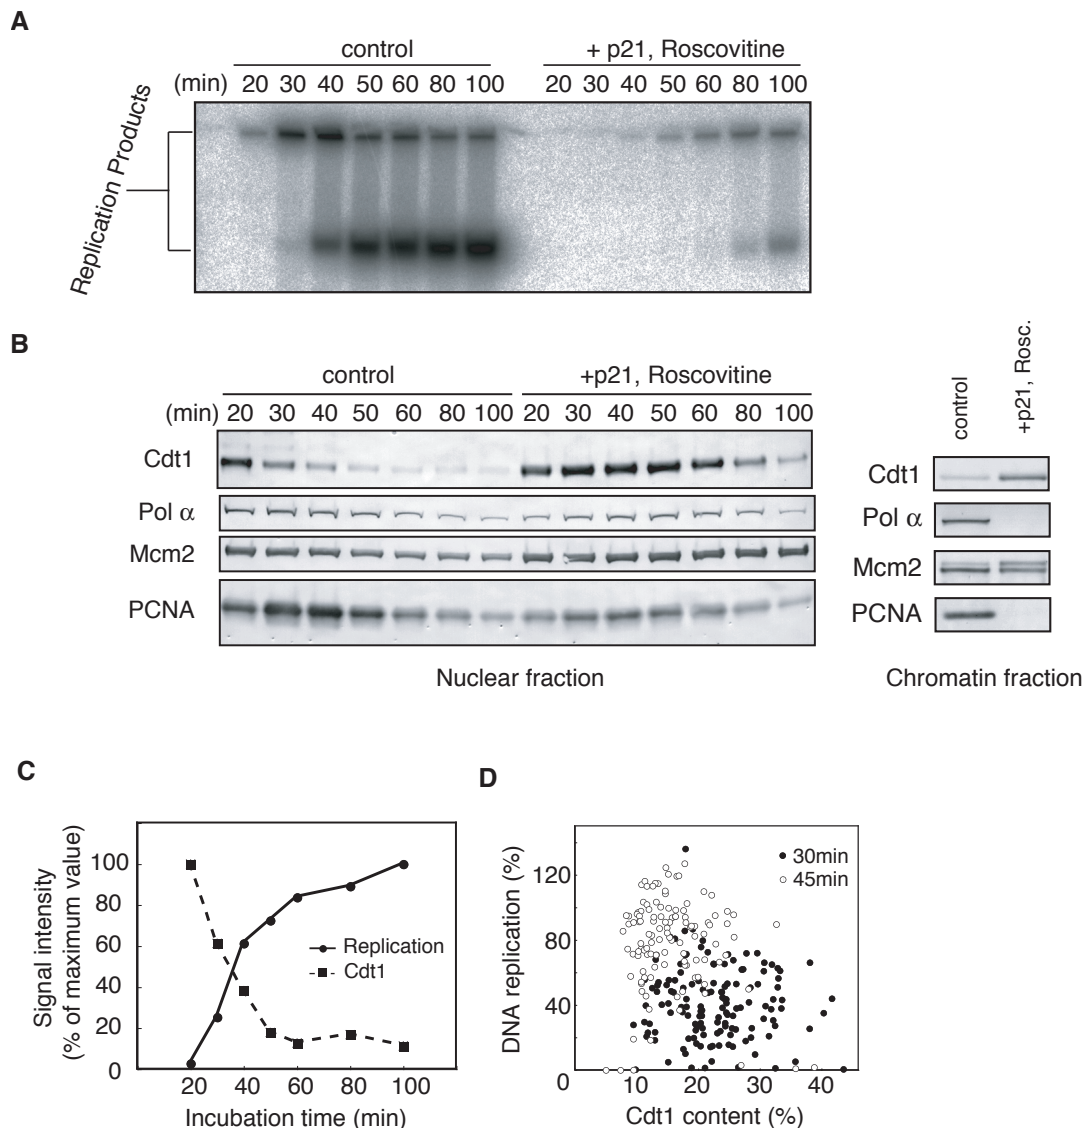 A
control
+ p21, Roscovitine
(min) 20 30 40 50 60 80 100 20 30 40 50 60 80 100
Replication Products
B
control
+p21, Roscovitine
(min) 20 30 40 50 60 80 100 20 30 40 50 60 80 100
Cdt1
Pol α
Mcm2
PCNA
Nuclear fraction
control
+p21, Rosc.
Cdt1
Pol α
Mcm2
PCNA
Chromatin fraction
C
Signal intensity
(% of maximum value)
100
80
60
40
20
0
Replication
Cdt1
20 40 60 80 100
Incubation time (min)
D
DNA replication (%)
120
80
40
0
30min
45min
10 20 30 40
Cdt1 content (%)